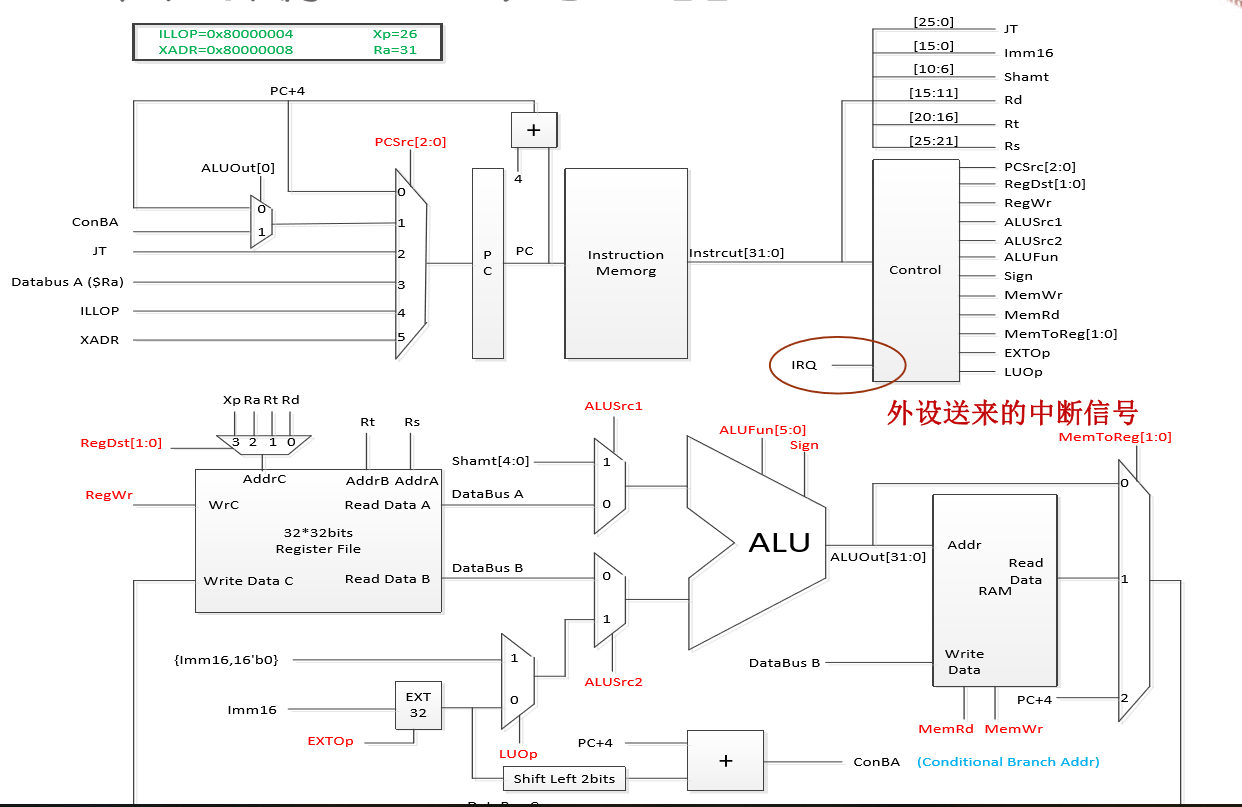 ILLOP=0x80000004 Xp=26
XADR=0x80000008 Ra=31
PC+4
ALUOut[0]
0
1
ConBA
JT
Databus A ($Ra)
ILLOP
XADR
PCSrc[2:0]
0
1
2
3
4
5
P
C
PC
+
4
Instruction
Memorg
Instrcut[31:0]
[25:0] JT
[15:0] Imm16
[10:6] Shamt
[15:11] Rd
[20:16] Rt
[25:21] Rs
Control
IRQ
PCSrc[2:0]
RegDst[1:0]
RegWr
ALUSrc1
ALUSrc2
ALUFun
Sign
MemWr
MemRd
MemToReg[1:0]
EXTOp
LUOp
外设送来的中断信号
Xp Ra Rt Rd
RegDst[1:0]
3 2 1 0
Rt Rs
AddrC
AddrB AddrA
RegWr
WrC
Read Data A
32*32bits
Register File
Write Data C
Read Data B
ALUSrc1
Shamt[4:0]
1
DataBus A
0
DataBus B
0
1
ALUSrc2
ALUFun[5:0]
Sign
ALU
ALUOut[31:0]
MemToReg[1:0]
0
1
2
Addr
Read
Data
RAM
Write
Data
DataBus B
PC+4
MemRd MemWr
{Imm16,16'b0}
1
0
Imm16
EXT
32
EXTOp
LUOp
PC+4
Shift Left 2bits
+
ConBA (Conditional Branch Addr)